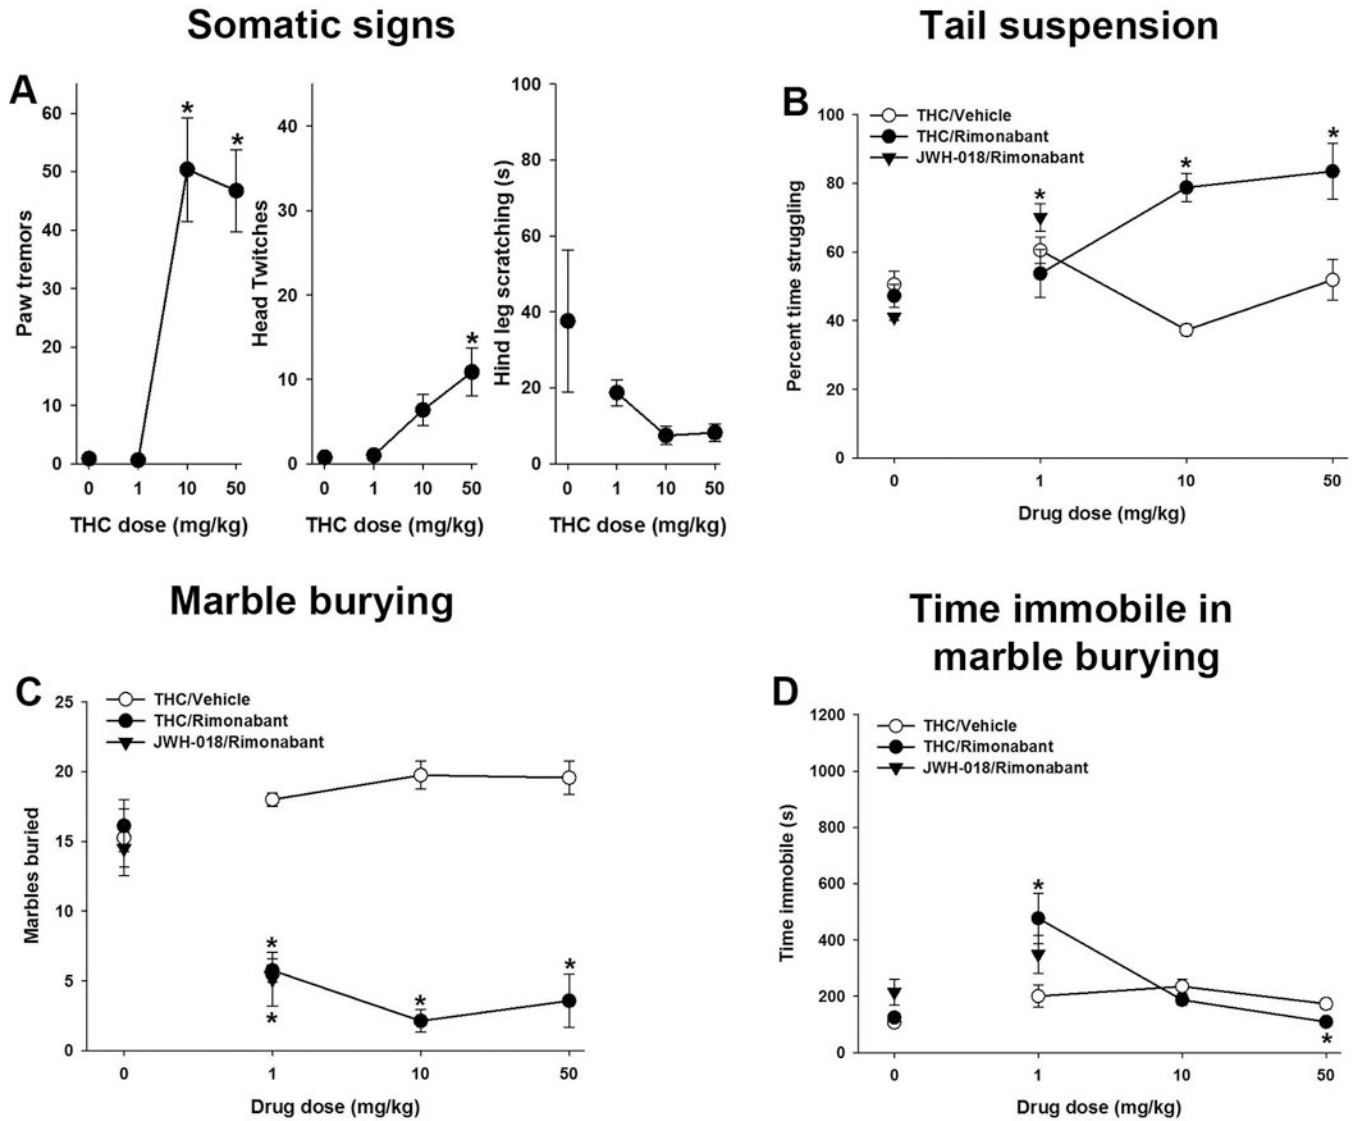 Somatic signs
A
Paw tremors
60
50
40
30
20
10
0
0 1 10 50
THC dose (mg/kg)
*
*
Head Twitches
40
30
20
10
0
0 1 10 50
THC dose (mg/kg)
*
Hind leg scratching (s)
100
80
60
40
20
0
0 1 10 50
THC dose (mg/kg)
Tail suspension
B
THC/Vehicle
THC/Rimonabant
JWH-018/Rimonabant
Percent time struggling
100
80
60
40
20
0
*
*
*
0 1 10 50
Drug dose (mg/kg)
Marble burying
C
THC/Vehicle
THC/Rimonabant
JWH-018/Rimonabant
Marbles buried
25
20
15
10
5
0
*
*
*
*
0 1 10 50
Drug dose (mg/kg)
Time immobile in
marble burying
D
THC/Vehicle
THC/Rimonabant
JWH-018/Rimonabant
Time immobile (s)
1200
1000
800
600
400
200
0
*
*
0 1 10 50
Drug dose (mg/kg)